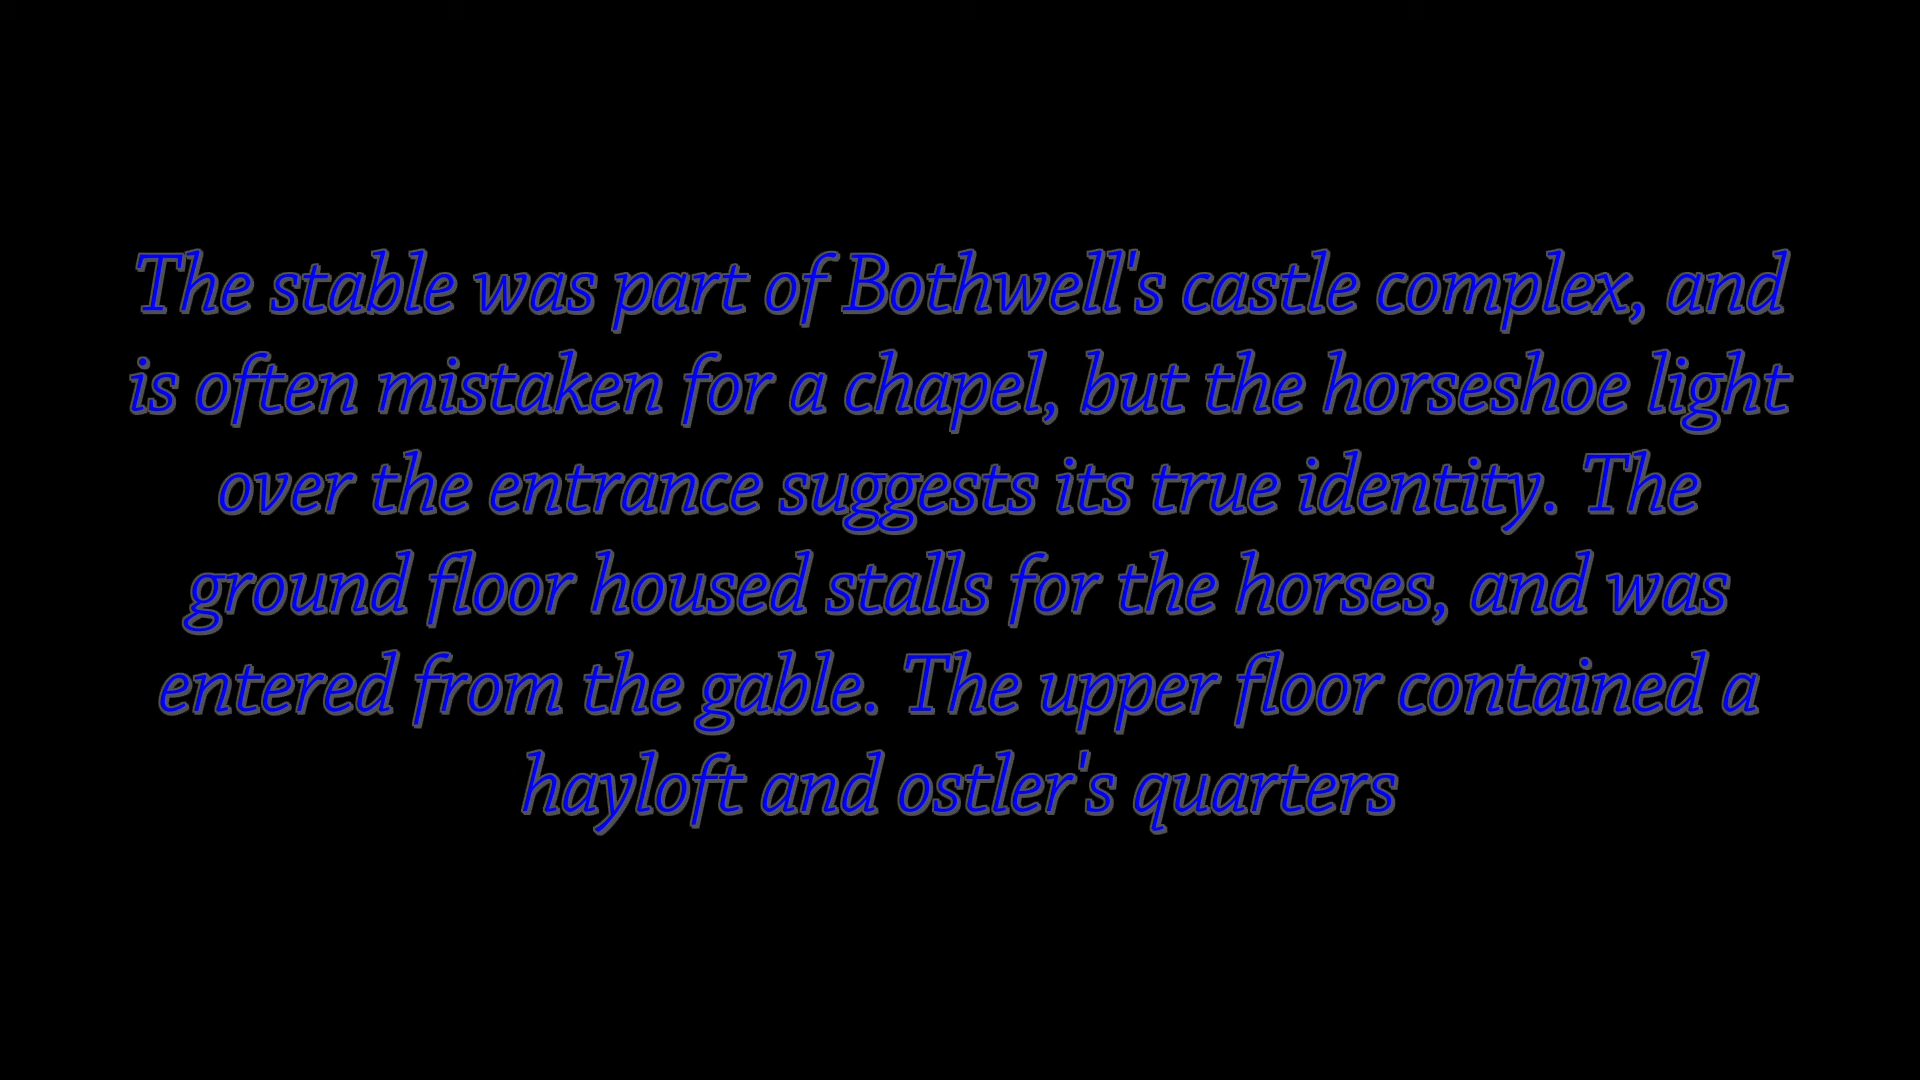 The stable was part of Bothwell's castle complex, and
is often mistaken for a chapel, but the horseshoe light
over the entrance suggests its true identity. The
ground floor housed stalls for the horses, and was
entered from the gable. The upper floor contained a
hayloft and ostler's quarters